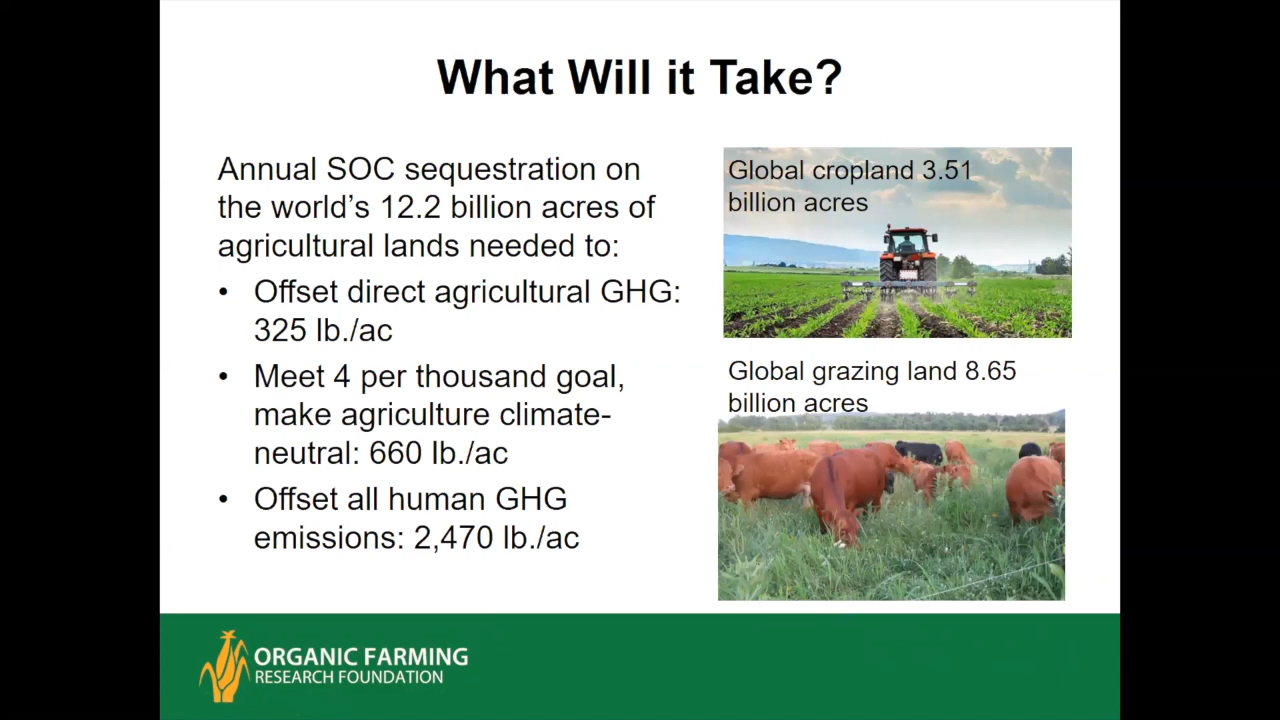 What Will it Take?
Annual SOC sequestration on
the world’s 12.2 billion acres of
agricultural lands needed to:
• Offset direct agricultural GHG:
325 lb./ac
• Meet 4 per thousand goal,
make agriculture climate-
neutral: 660 lb./ac
• Offset all human GHG
emissions: 2,470 lb./ac
Global cropland 3.51
billion acres
Global grazing land 8.65
billion acres
ORGANIC FARMING
RESEARCH FOUNDATION